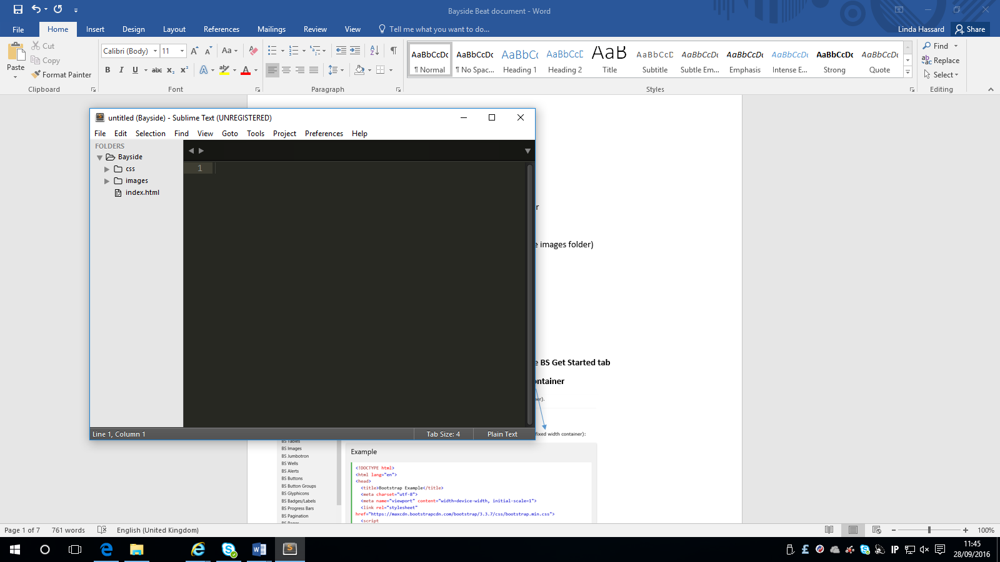 Bayside Beat document - Word
File Home Insert Design Layout References Mailings Review View Tell me what you want to do... Linda Hassard Share
Paste Cut Copy Format Painter
Calibri (Body) 11
AaBbCcDc AaBbCcDc AaBbCc AaBbCcD AaB AaBbCcD AaBbCcDc AaBbCcDc AaBbCcDc AaBbCcDc AaBbCcDc
¶ Normal ¶ No Spac... Heading 1 Heading 2 Title Subtitle Subtle Em... Emphasis Intense E... Strong Quote
Find Replace Select
Clipboard Font Paragraph Styles Editing
untitled (Bayside) - Sublime Text (UNREGISTERED)
File Edit Selection Find View Goto Tools Project Preferences Help
FOLDERS
Bayside
css
images
index.html
1
Line 1, Column 1 Tab Size: 4 Plain Text
r
e images folder)
e BS Get Started tab
ontainer
er).
fixed width container):
BS Tables
BS Images
BS Jumbotron
BS Wells
BS Alerts
BS Buttons
BS Button Groups
BS Glyphicons
BS Badges/Labels
BS Progress Bars
BS Pagination
Example
<!DOCTYPE html>
<html lang="en">
<head>
<title>Bootstrap Example</title>
<meta charset="utf-8">
<meta name="viewport" content="width=device-width, initial-scale=1">
<link rel="stylesheet"
href="https://maxcdn.bootstrapcdn.com/bootstrap/3.3.7/css/bootstrap.min.css">
<script
Page 1 of 7 761 words English (United Kingdom) 100%
11:45
28/09/2016